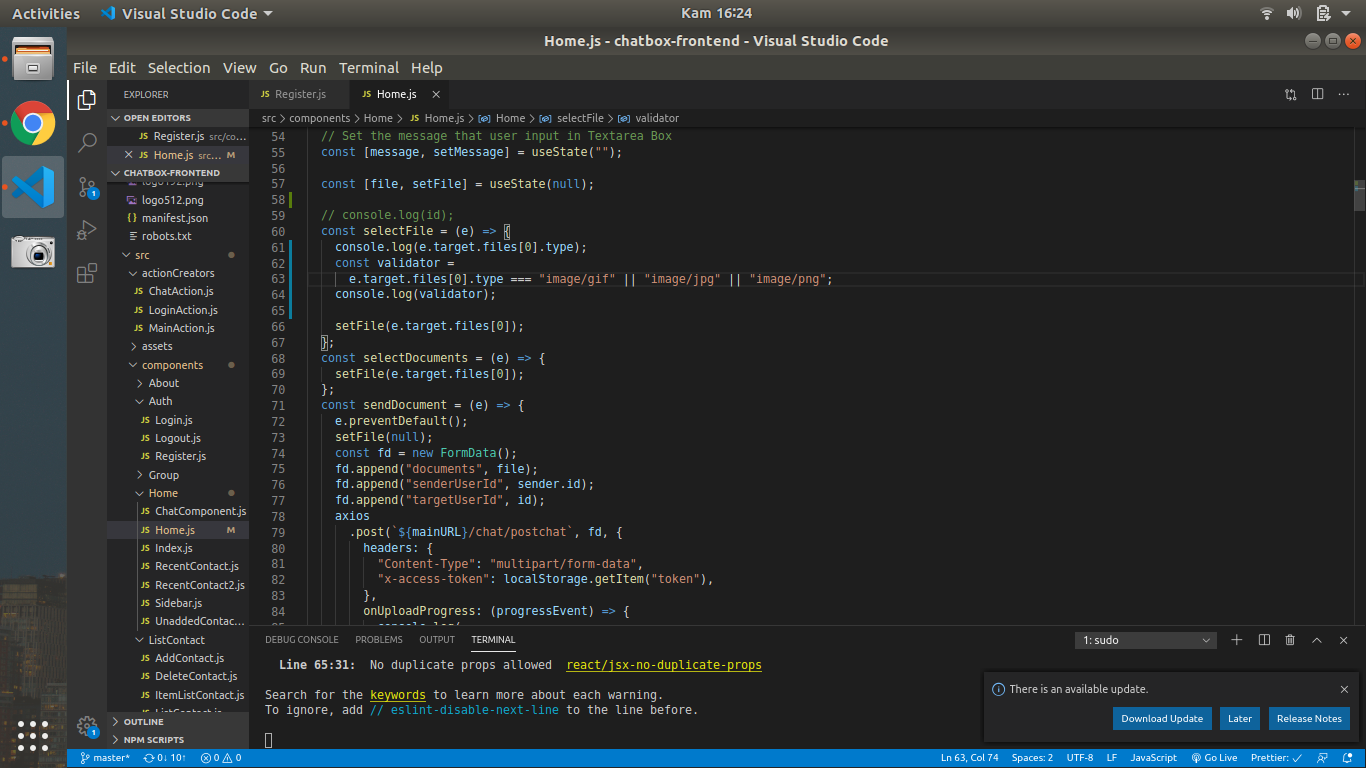 Activities Visual Studio Code Kam 16:24
Home.js - chatbox-frontend - Visual Studio Code
File Edit Selection View Go Run Terminal Help
EXPLORER
OPEN EDITORS
JS Register.js src/co...
JS Home.js src... M
CHATBOX-FRONTEND
logo192.png
logo512.png
{} manifest.json
robots.txt
src
actionCreators
JS ChatAction.js
JS LoginAction.js
JS MainAction.js
assets
components
About
Auth
JS Login.js
JS Logout.js
JS Register.js
Group
Home
JS ChatComponent.js
JS Home.js M
JS Index.js
JS RecentContact.js
JS RecentContact2.js
JS Sidebar.js
JS UnaddedContac...
ListContact
JS AddContact.js
JS DeleteContact.js
JS ItemListContact.js
JS ListContact.js
OUTLINE
NPM SCRIPTS
1
1
JS Register.js JS Home.js
src > components > Home > JS Home.js > Home > selectFile > validator
54 // Set the message that user input in Textarea Box
55 const [message, setMessage] = useState("");
56
57 const [file, setFile] = useState(null);
58
59 // console.log(id);
60 const selectFile = (e) => {
61 console.log(e.target.files[0].type);
62 const validator =
63 e.target.files[0].type === "image/gif" || "image/jpg" || "image/png";
64 console.log(validator);
65
66 setFile(e.target.files[0]);
67 };
68 const selectDocuments = (e) => {
69 setFile(e.target.files[0]);
70 };
71 const sendDocument = (e) => {
72 e.preventDefault();
73 setFile(null);
74 const fd = new FormData();
75 fd.append("documents", file);
76 fd.append("senderUserId", sender.id);
77 fd.append("targetUserId", id);
78 axios
79 .post(`${mainURL}/chat/postchat`, fd, {
80 headers: {
81 "Content-Type": "multipart/form-data",
82 "x-access-token": localStorage.getItem("token"),
83 },
84 onUploadProgress: (progressEvent) => {
85 console.log(
DEBUG CONSOLE PROBLEMS OUTPUT TERMINAL 1: sudo
Line 65:31: No duplicate props allowed react/jsx-no-duplicate-props
Search for the keywords to learn more about each warning.
To ignore, add // eslint-disable-next-line to the line before.
There is an available update.
Download Update Later Release Notes
master* 0↓ 10↑ 0 0 Ln 63, Col 74 Spaces: 2 UTF-8 LF JavaScript Go Live Prettier: ✓